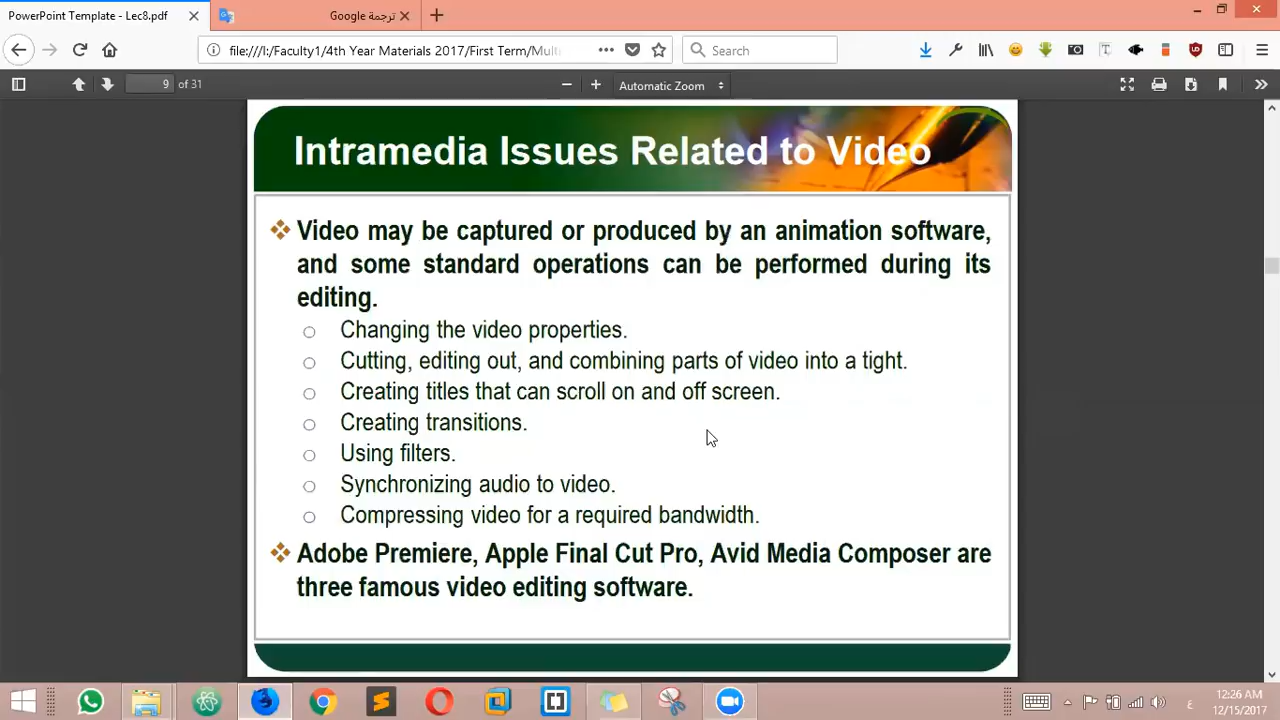 PowerPoint Template - Lec8.pdf
ترجمة Google
file:///I:/Faculty1/4th Year Materials 2017/First Term/Mult
Search
9 of 31
Automatic Zoom
Intramedia Issues Related to Video
Video may be captured or produced by an animation software,
and some standard operations can be performed during its
editing.
Changing the video properties.
Cutting, editing out, and combining parts of video into a tight.
Creating titles that can scroll on and off screen.
Creating transitions.
Using filters.
Synchronizing audio to video.
Compressing video for a required bandwidth.
Adobe Premiere, Apple Final Cut Pro, Avid Media Composer are
three famous video editing software.
12:26 AM
ع
12/15/2017